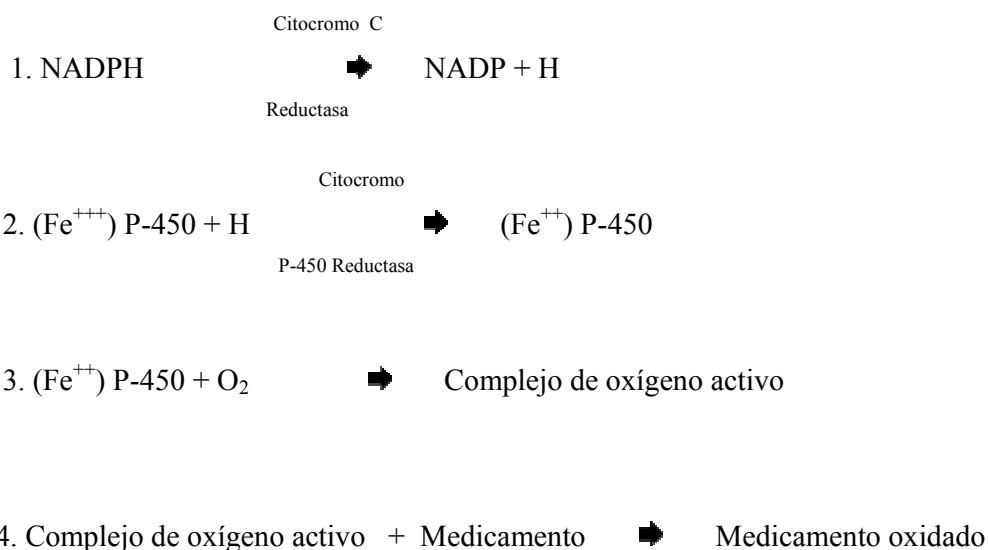 Citocromo C
1. NADPH → NADP + H
Reductasa
Citocromo
2. (Fe+++) P-450 + H → (Fe++) P-450
P-450 Reductasa
3. (Fe++) P-450 + O2 → Complejo de oxígeno activo
4. Complejo de oxígeno activo + Medicamento → Medicamento oxidado